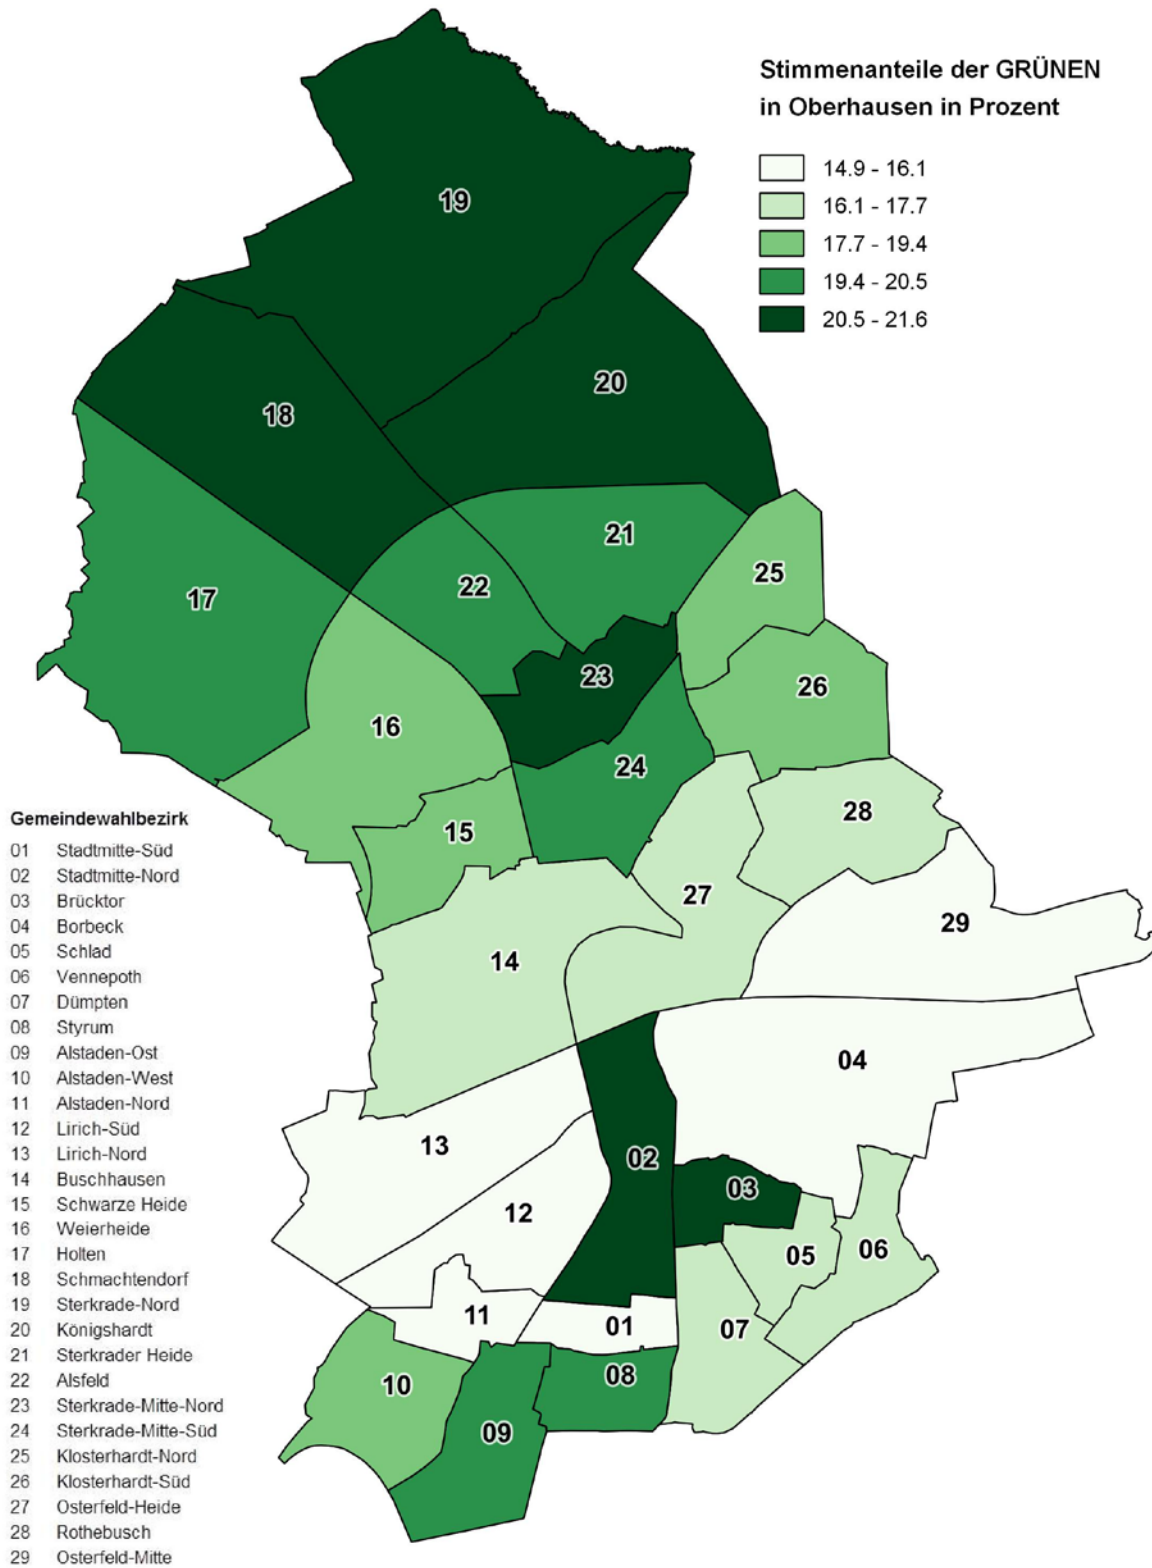 Stimmenanteile der GRÜNEN
in Oberhausen in Prozent
14.9 - 16.1
16.1 - 17.7
17.7 - 19.4
19.4 - 20.5
20.5 - 21.6
19
20
18
21
25
22
17
23
26
16
24
28
15
27
29
14
04
13
02
03
12
05
06
11
01
07
08
10
09
Gemeindewahlbezirk
01 Stadtmitte-Süd
02 Stadtmitte-Nord
03 Brücktor
04 Borbeck
05 Schlad
06 Vennepoth
07 Dümpten
08 Styrum
09 Alstaden-Ost
10 Alstaden-West
11 Alstaden-Nord
12 Lirich-Süd
13 Lirich-Nord
14 Buschhausen
15 Schwarze Heide
16 Weierheide
17 Holten
18 Schmachtendorf
19 Sterkrade-Nord
20 Königshardt
21 Sterkrader Heide
22 Alsfeld
23 Sterkrade-Mitte-Nord
24 Sterkrade-Mitte-Süd
25 Klosterhardt-Nord
26 Klosterhardt-Süd
27 Osterfeld-Heide
28 Rothebusch
29 Osterfeld-Mitte